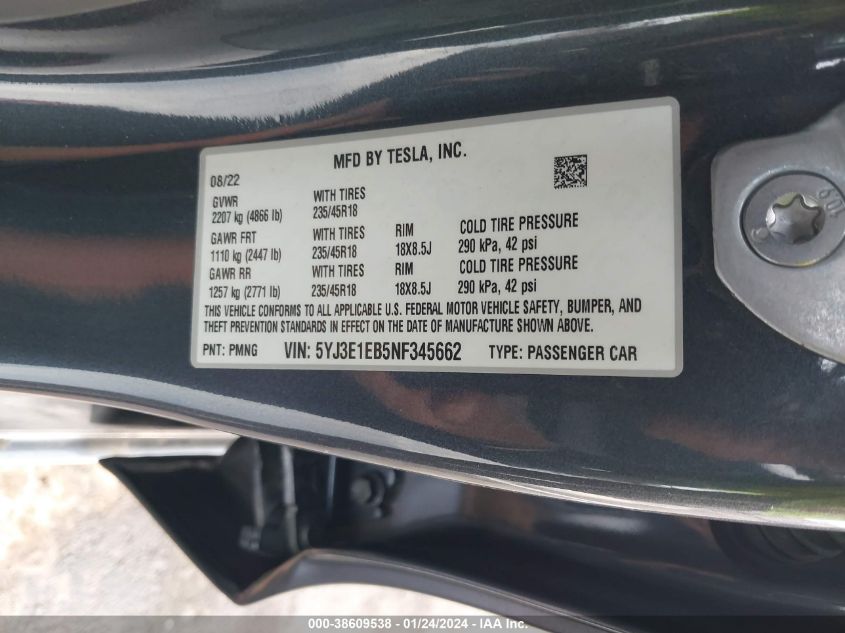 MFD BY TESLA, INC.
08/22
GVWR WITH TIRES
2207 kg (4866 lb) 235/45R18
GAWR FRT WITH TIRES RIM COLD TIRE PRESSURE
1110 kg (2447 lb) 235/45R18 18X8.5J 290 kPa, 42 psi
GAWR RR WITH TIRES RIM COLD TIRE PRESSURE
1257 kg (2771 lb) 235/45R18 18X8.5J 290 kPa, 42 psi
THIS VEHICLE CONFORMS TO ALL APPLICABLE U.S. FEDERAL MOTOR VEHICLE SAFETY, BUMPER, AND
THEFT PREVENTION STANDARDS IN EFFECT ON THE DATE OF MANUFACTURE SHOWN ABOVE.
PNT: PMNG VIN: 5YJ3E1EB5NF345662 TYPE: PASSENGER CAR
10.9
000-38609538 - 01/24/2024 - IAA Inc.